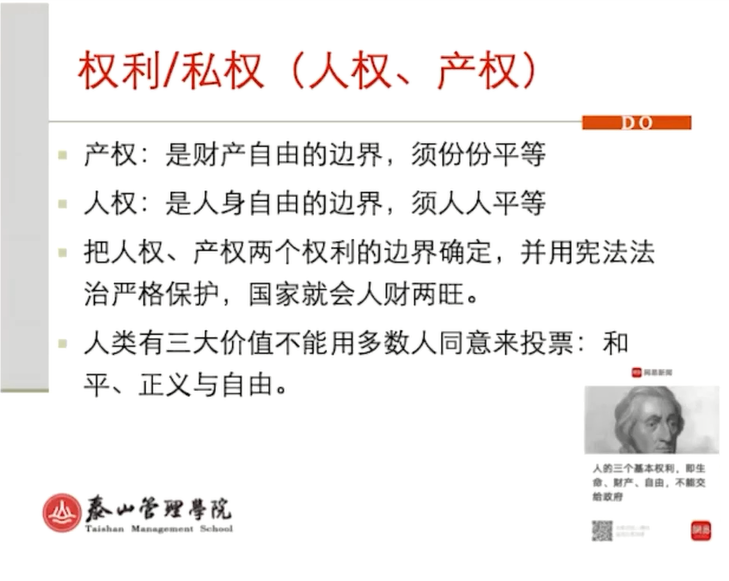 权利/私权（人权、产权）
DO
产权：是财产自由的边界，须份份平等
人权：是人身自由的边界，须人人平等
把人权、产权两个权利的边界确定，并用宪法法
治严格保护，国家就会人财两旺。
人类有三大价值不能用多数人同意来投票：和
平、正义与自由。
网易新闻
人的三个基本权利，即生
命、财产、自由，不能交
给政府
泰山管理學院
Taishan Management School